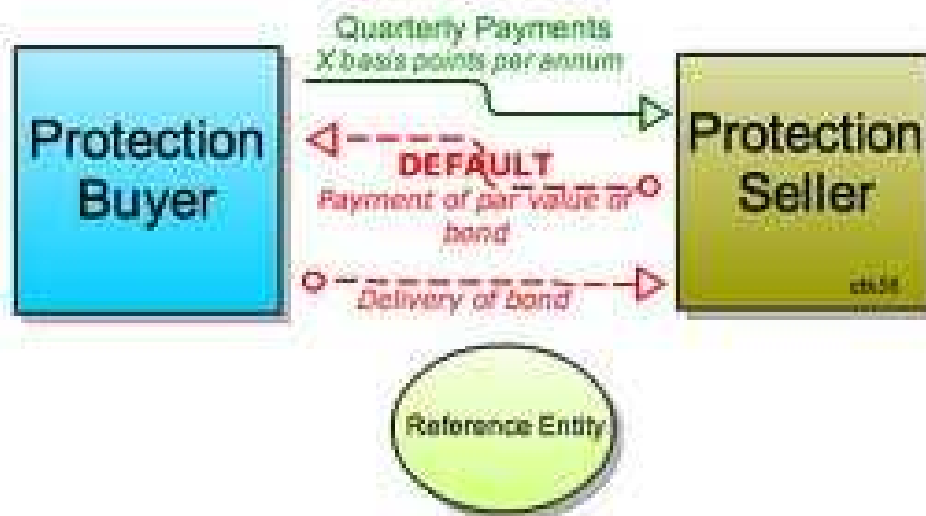 Quarterly Payments
X basis points per annum
Protection
Buyer
Protection
Seller
DEFAULT
Payment of par value of
bond
Delivery of bond
Reference Entity